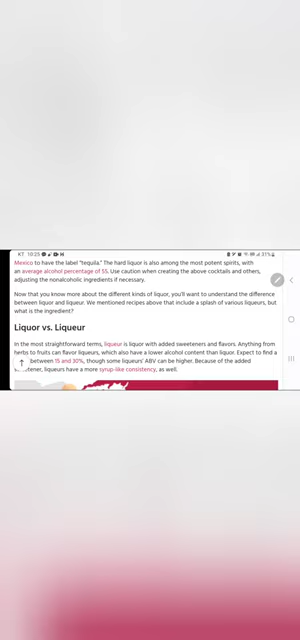 KT 10:25 37%
Mexico to have the label "tequila." The hard liquor is also among the most potent spirits, with
an average alcohol percentage of 55. Use caution when creating the above cocktails and others,
adjusting the nonalcoholic ingredients if necessary.
Now that you know more about the different kinds of liquor, you'll want to understand the difference
between liquor and liqueur. We mentioned recipes above that include a splash of various liqueurs, but
what is the ingredient?
Liquor vs. Liqueur
In the most straightforward terms, liqueur is liquor with added sweeteners and flavors. Anything from
herbs to fruits can flavor liqueurs, which also have a lower alcohol content than liquor. Expect to find a
between 15 and 30%, though some liqueurs' ABV can be higher. Because of the added
liqueurs have a more syrup-like consistency, as well.